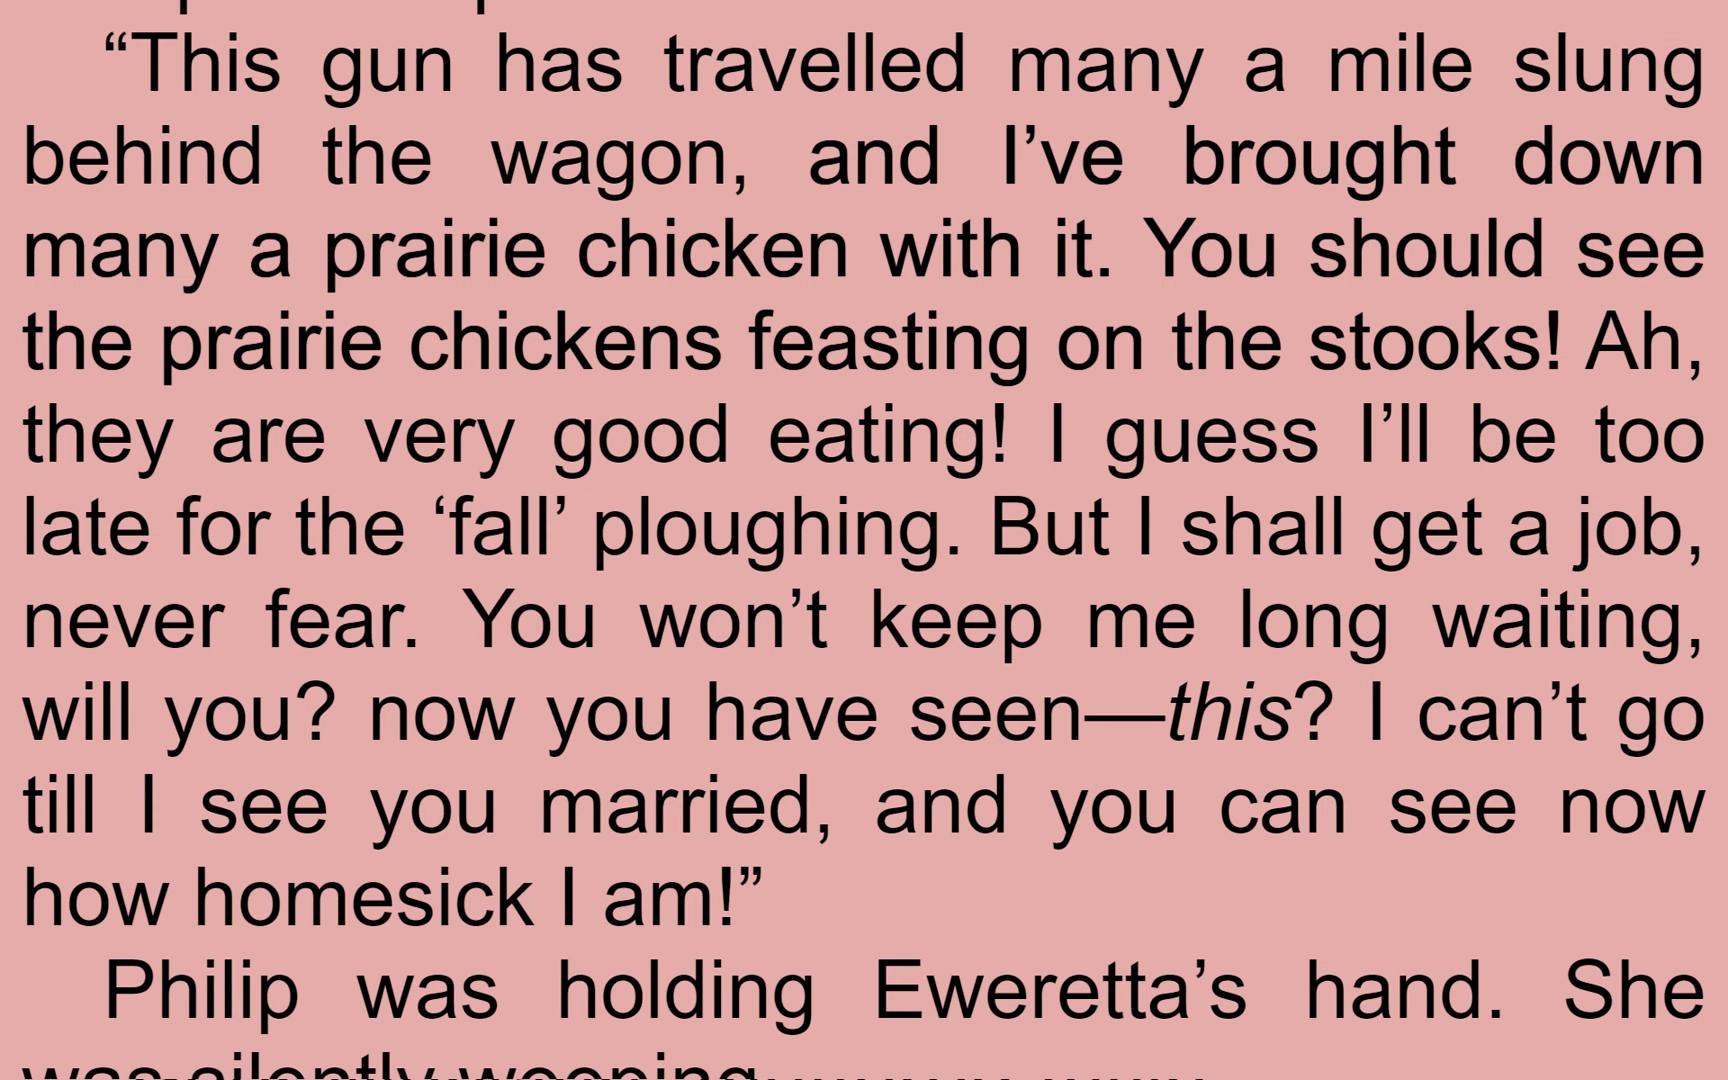 “This gun has travelled many a mile slung
behind the wagon, and I’ve brought down
many a prairie chicken with it. You should see
the prairie chickens feasting on the stooks! Ah,
they are very good eating! I guess I’ll be too
late for the ‘fall’ ploughing. But I shall get a job,
never fear. You won’t keep me long waiting,
will you? now you have seen—this? I can’t go
till I see you married, and you can see now
how homesick I am!”
Philip was holding Eweretta’s hand. She
was silently weeping